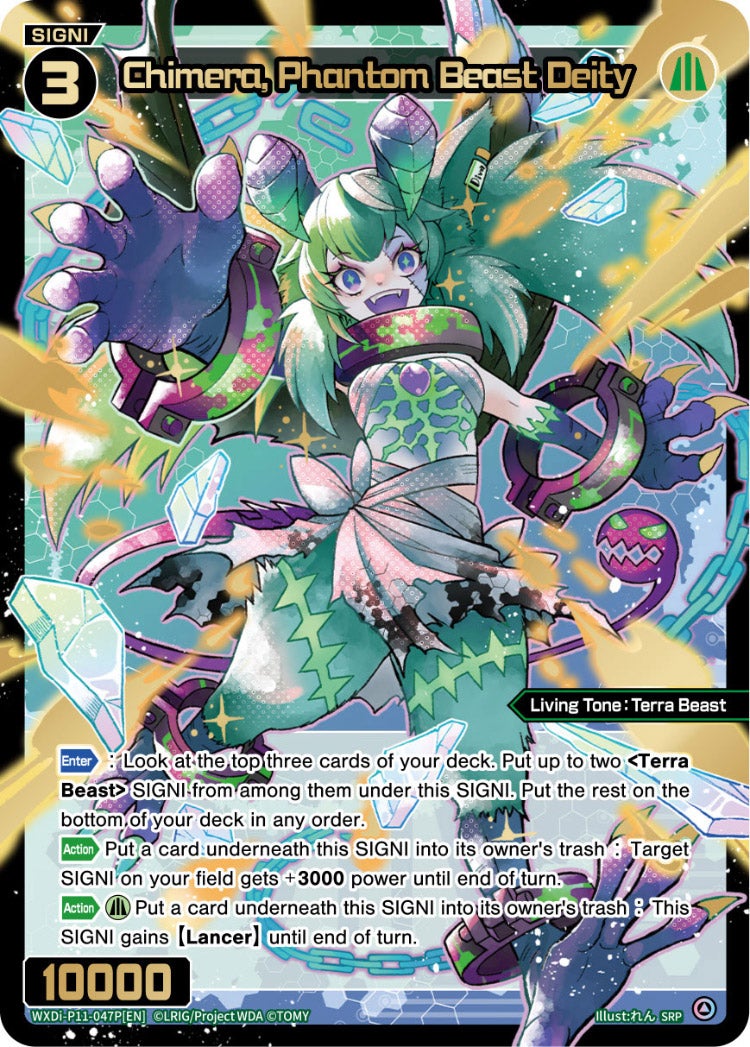 SIGNI
3
Chimera, Phantom Beast Deity
Diva
Living Tone：Terra Beast
Enter ：Look at the top three cards of your deck. Put up to two <Terra
Beast> SIGNI from among them under this SIGNI. Put the rest on the
bottom of your deck in any order.
Action Put a card underneath this SIGNI into its owner's trash：Target
SIGNI on your field gets +3000 power until end of turn.
Action Put a card underneath this SIGNI into its owner's trash：This
SIGNI gains 【Lancer】 until end of turn.
10000
WXDi-P11-047P[EN] ©LRIG/Project WDA ©TOMY
Illust:れん SRP